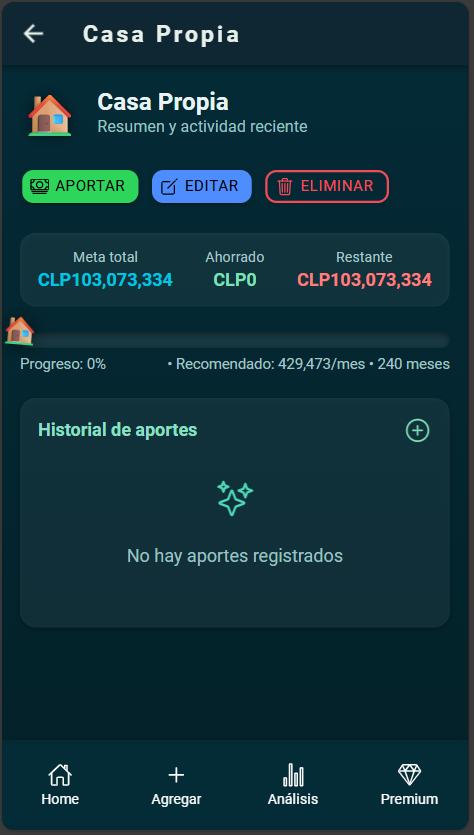 Casa Propia
Casa Propia
Resumen y actividad reciente
APORTAR EDITAR ELIMINAR
Meta total Ahorrado Restante
CLP103,073,334 CLP0 CLP103,073,334
Progreso: 0% • Recomendado: 429,473/mes • 240 meses
Historial de aportes
No hay aportes registrados
Home Agregar Análisis Premium